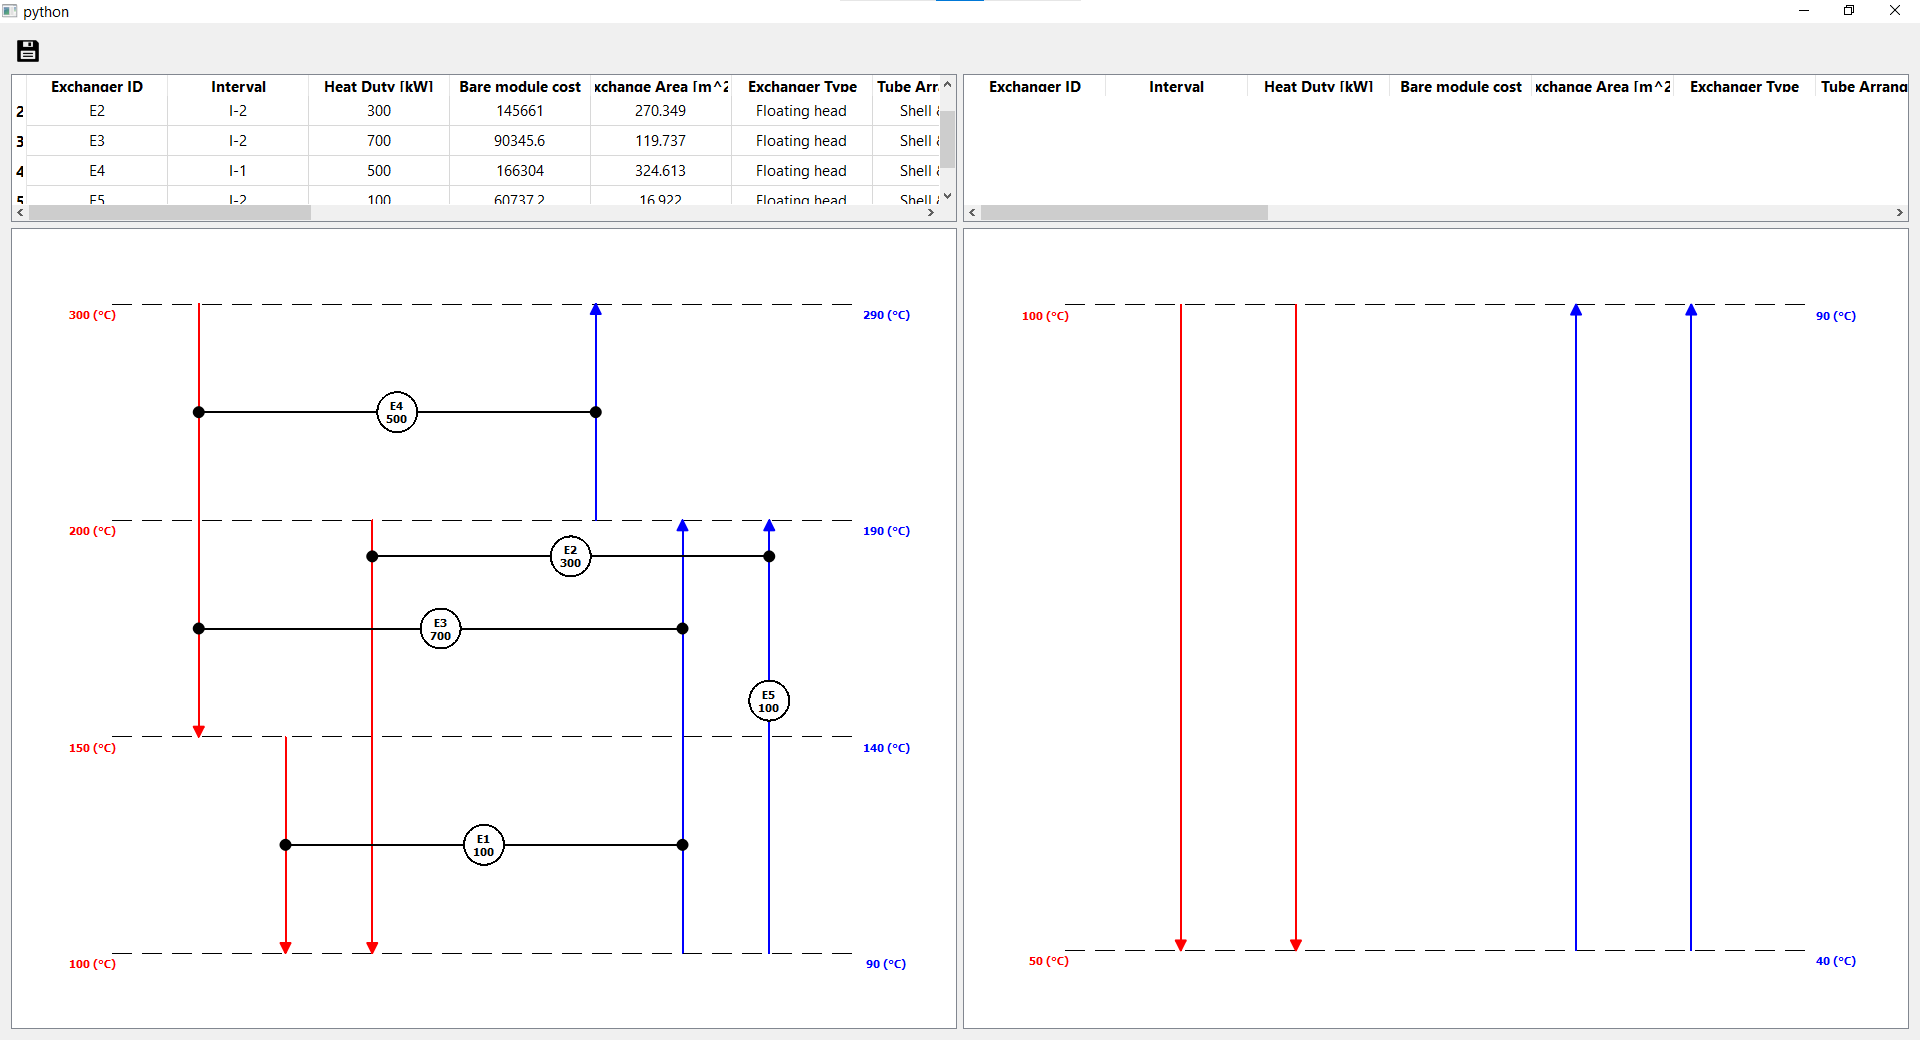 python
Exchanger ID Interval Heat Duty [kW] Bare module cost xchange Area [m^2 Exchanger Type Tube Arr
2 E2 I-2 300 145661 270.349 Floating head Shell
3 E3 I-2 700 90345.6 119.737 Floating head Shell
4 E4 I-1 500 166304 324.613 Floating head Shell
5 E5 I-2 100 60737.2 16.922 Floating head Shell
Exchanger ID Interval Heat Duty [kW] Bare module cost xchange Area [m^2 Exchanger Type Tube Arrang
300 (°C)
290 (°C)
E4
500
200 (°C)
190 (°C)
E2
300
E3
700
E5
100
150 (°C)
140 (°C)
E1
100
100 (°C)
90 (°C)
100 (°C)
90 (°C)
50 (°C)
40 (°C)